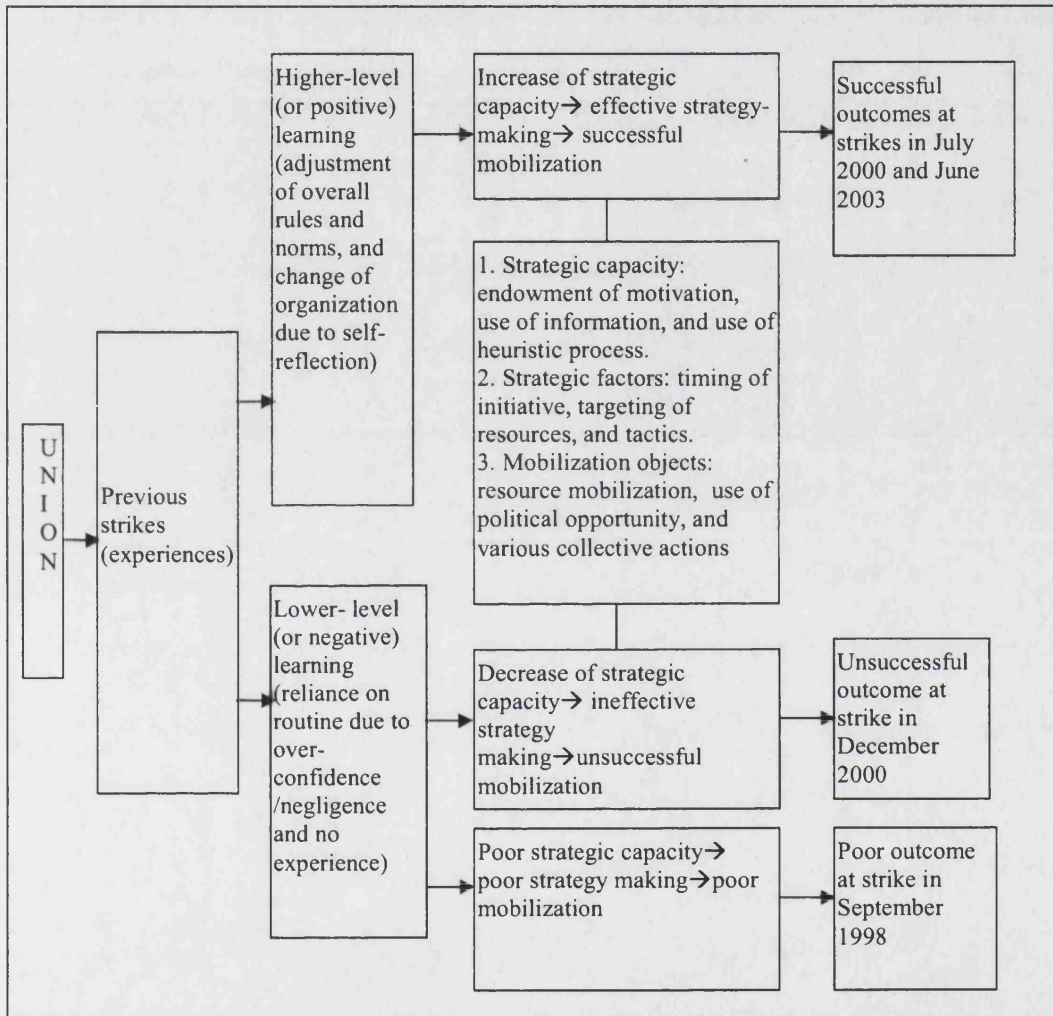 UNION
Previous
strikes
(experiences)
Higher-level
(or positive)
learning
(adjustment
of overall
rules and
norms, and
change of
organization
due to self-
reflection)
Increase of strategic
capacity→ effective strategy-
making→ successful
mobilization
Successful
outcomes at
strikes in July
2000 and June
2003
1. Strategic capacity:
endowment of motivation,
use of information, and use of
heuristic process.
2. Strategic factors: timing of
initiative, targeting of
resources, and tactics.
3. Mobilization objects:
resource mobilization, use of
political opportunity, and
various collective actions
Lower- level
(or negative)
learning
(reliance on
routine due to
over-
confidence
/negligence
and no
experience)
Decrease of strategic
capacity→ ineffective
strategy
making→unsuccessful
mobilization
Unsuccessful
outcome at
strike in
December
2000
Poor strategic capacity→
poor strategy making→poor
mobilization
Poor outcome
at strike in
September
1998